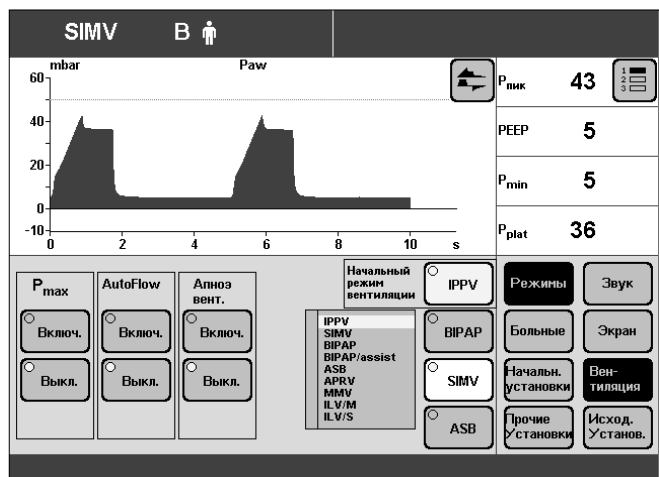 SIMV B
mbar Paw
60
40
20
0
-10
0 2 4 6 8 10 s
Pпик 43
1
2
3
PEEP 5
Pmin 5
Pplat 36
Pmax
Включ.
Выкл.
AutoFlow
Включ.
Выкл.
Апноэ
вент.
Включ.
Выкл.
Начальный
режим
вентиляции
IPPV
SIMV
BIPAP
BIPAP/assist
ASB
APRV
MMV
ILV/M
ILV/S
IPPV
BIPAP
SIMV
ASB
Режимы
Звук
Больные
Экран
Начальн.
установки
Вен-
тиляция
Прочие
Установки
Исход.
Установ.